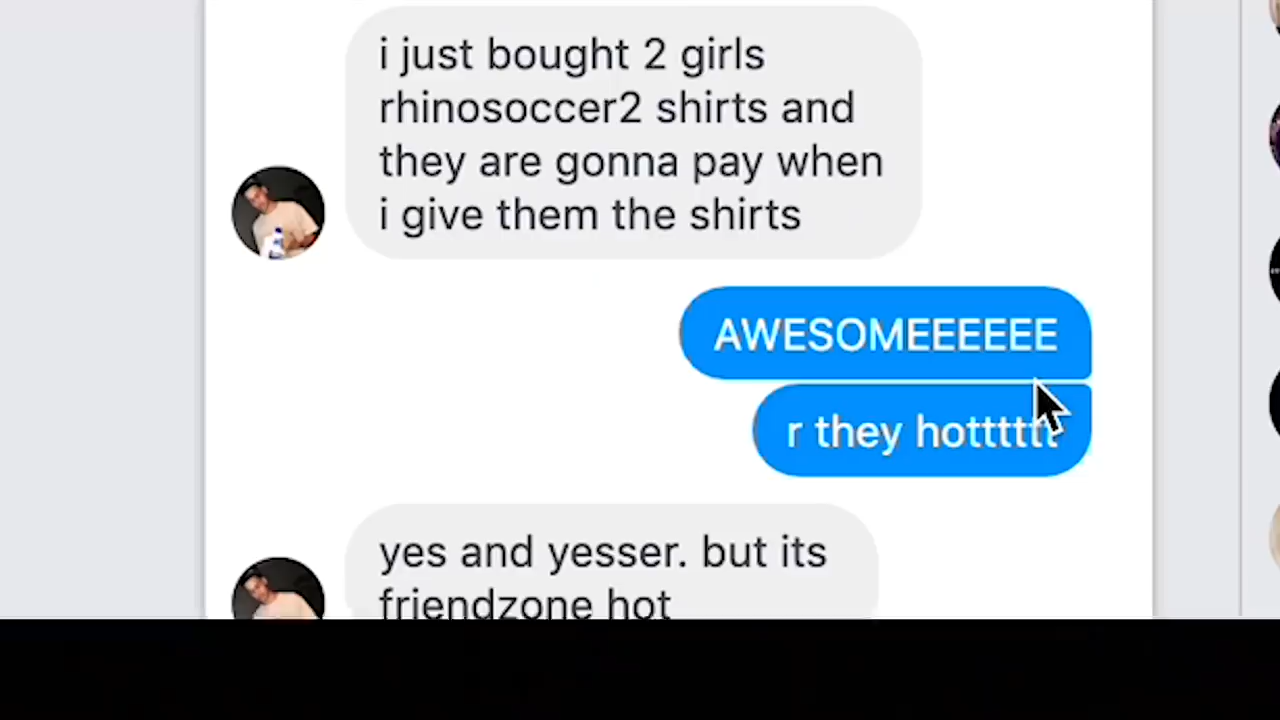 i just bought 2 girls
rhinosoccer2 shirts and
they are gonna pay when
i give them the shirts
AWESOMEEEEEE
r they hotttttt
yes and yesser. but its
friendzone hot